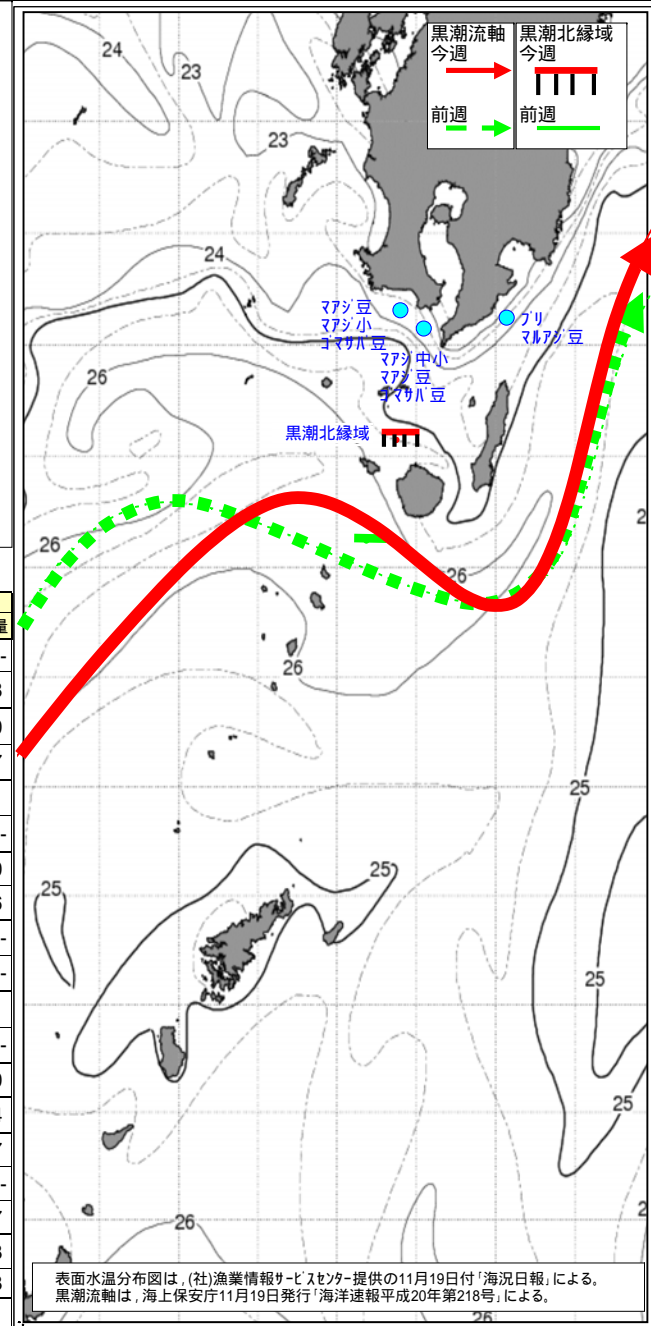 黒潮流軸
今週
前週
黒潮北縁域
今週
前週
24
23
23
24
26
マアジ豆
マアジ小
ゴマサバ豆
マアジ中小
マアジ豆
ゴマサバ豆
ブリ
マルアジ豆
黒潮北縁域
26
26
26
量
25
25
25
25
25
26
表面水温分布図は,(社)漁業情報サービスセンター提供の11月19日付「海況日報」による。
黒潮流軸は,海上保安庁11月19日発行「海洋速報平成20年第218号」による。